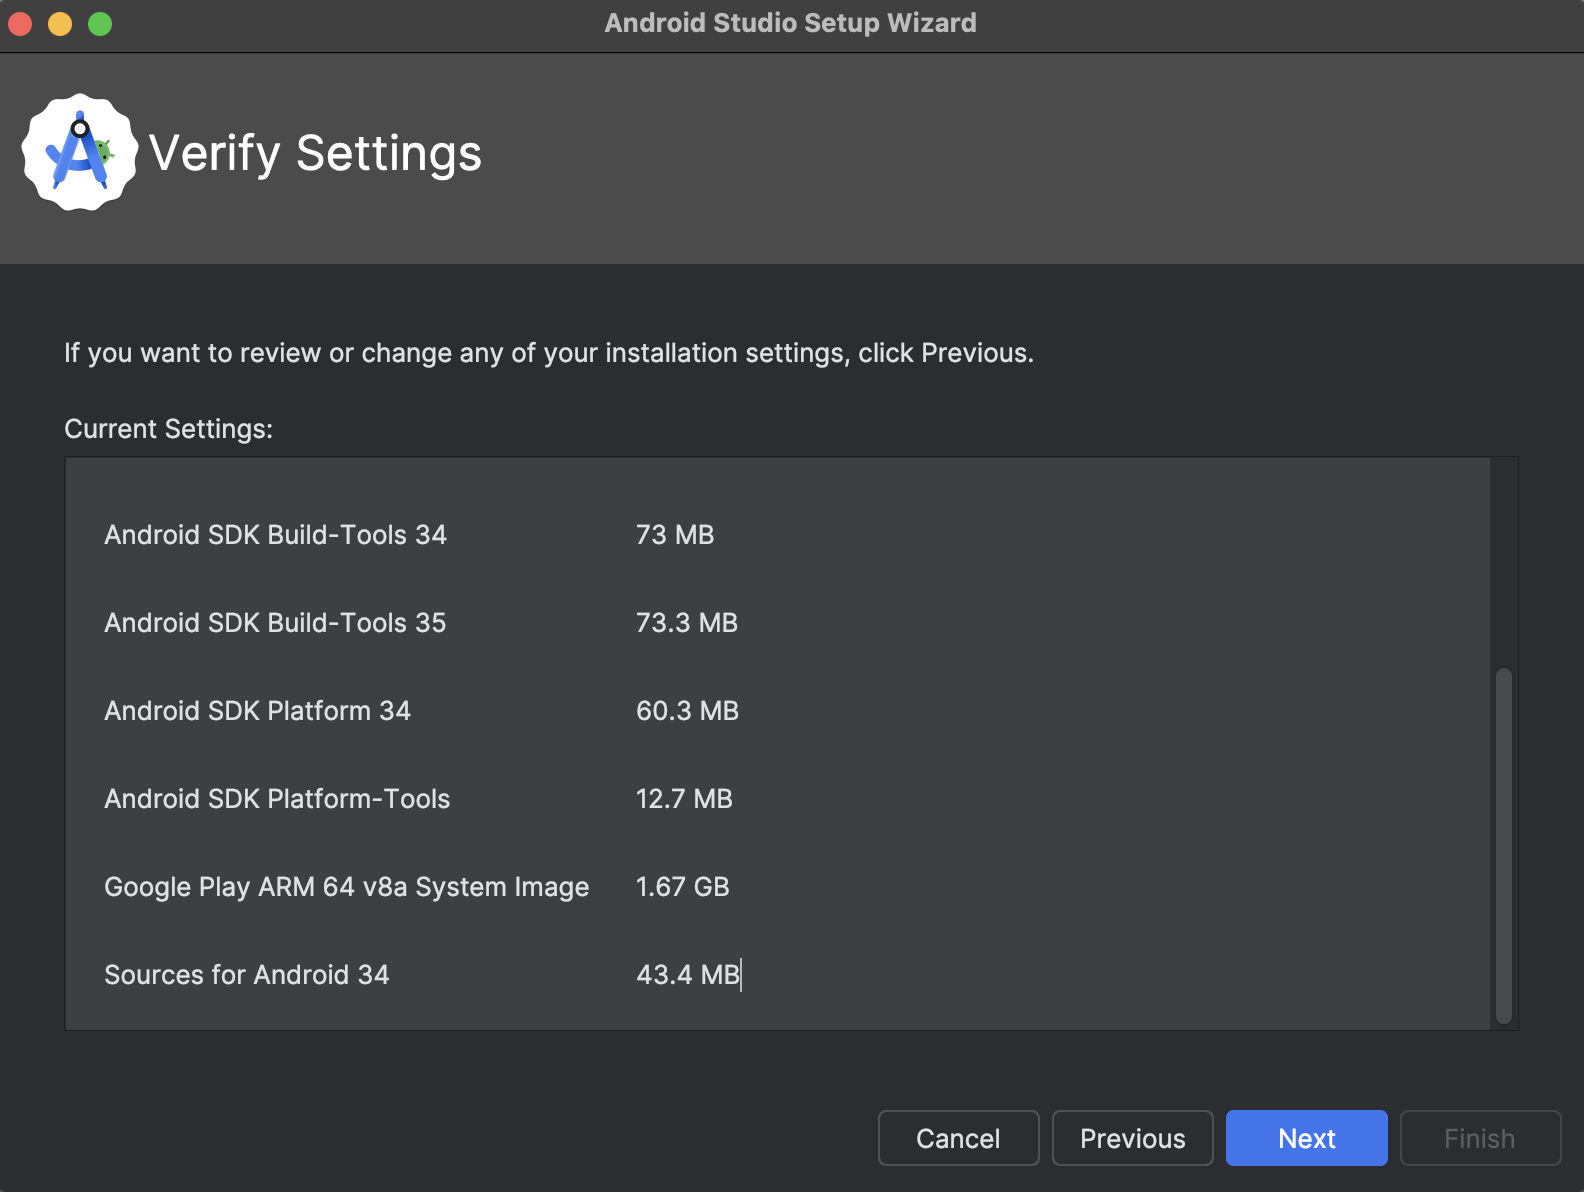 Android Studio Setup Wizard
Verify Settings
If you want to review or change any of your installation settings, click Previous.
Current Settings:
Android SDK Build-Tools 34 73 MB
Android SDK Build-Tools 35 73.3 MB
Android SDK Platform 34 60.3 MB
Android SDK Platform-Tools 12.7 MB
Google Play ARM 64 v8a System Image 1.67 GB
Sources for Android 34 43.4 MB
Cancel Previous Next Finish